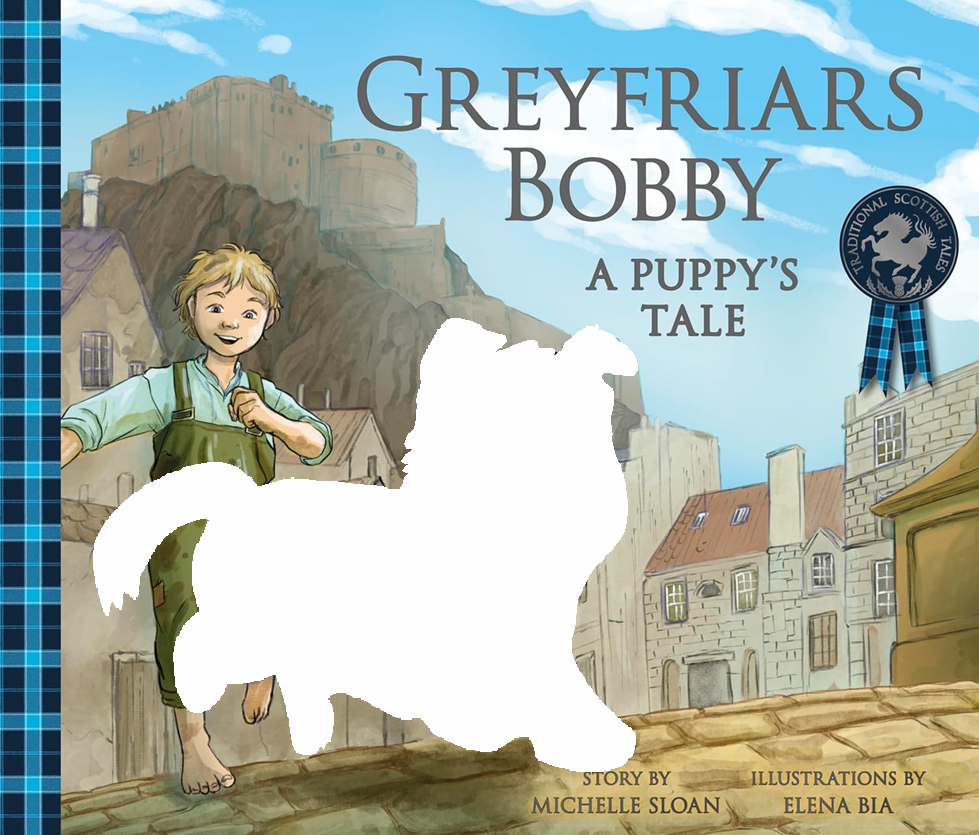 GREYFRIARS
BOBBY
A PUPPY'S
TALE
TRADITIONAL SCOTTISH TALES
STORY BY
MICHELLE SLOAN
ILLUSTRATIONS BY
ELENA BIA